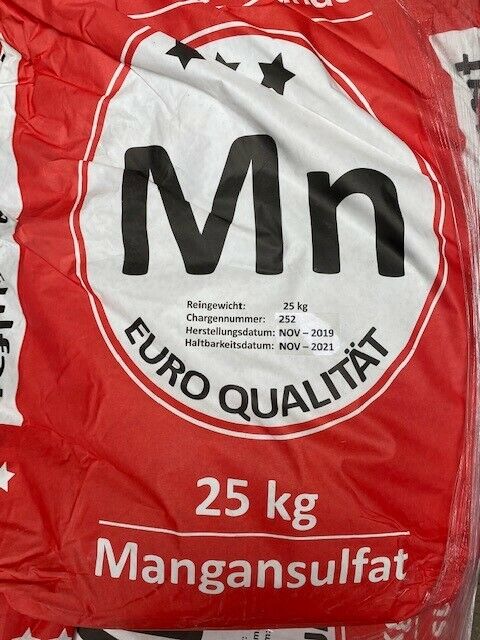 Mn
Reingewicht: 25 kg
Chargennummer: 252
Herstellungsdatum: NOV – 2019
Haltbarkeitsdatum: NOV – 2021
EURO QUALITÄT
25 kg
Mangansulfat